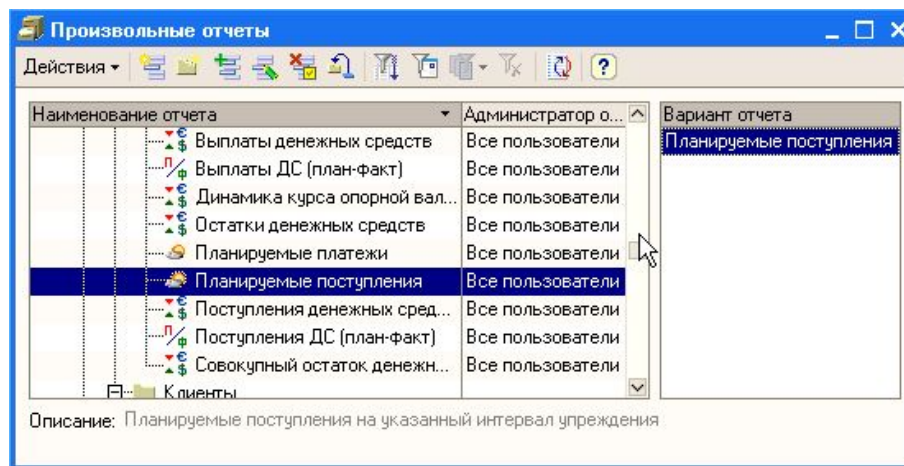 Произвольные отчеты
Действия
Наименование отчета Администратор о... Вариант отчета
Выплаты денежных средств Все пользователи Планируемые поступления
Выплаты ДС (план-факт) Все пользователи
Динамика курса опорной вал... Все пользователи
Остатки денежных средств Все пользователи
Планируемые платежи Все пользователи
Планируемые поступления Все пользователи
Поступления денежных сред... Все пользователи
Поступления ДС (план-факт) Все пользователи
Совокупный остаток денежн... Все пользователи
Клиенты
Описание: Планируемые поступления на указанный интервал упреждения